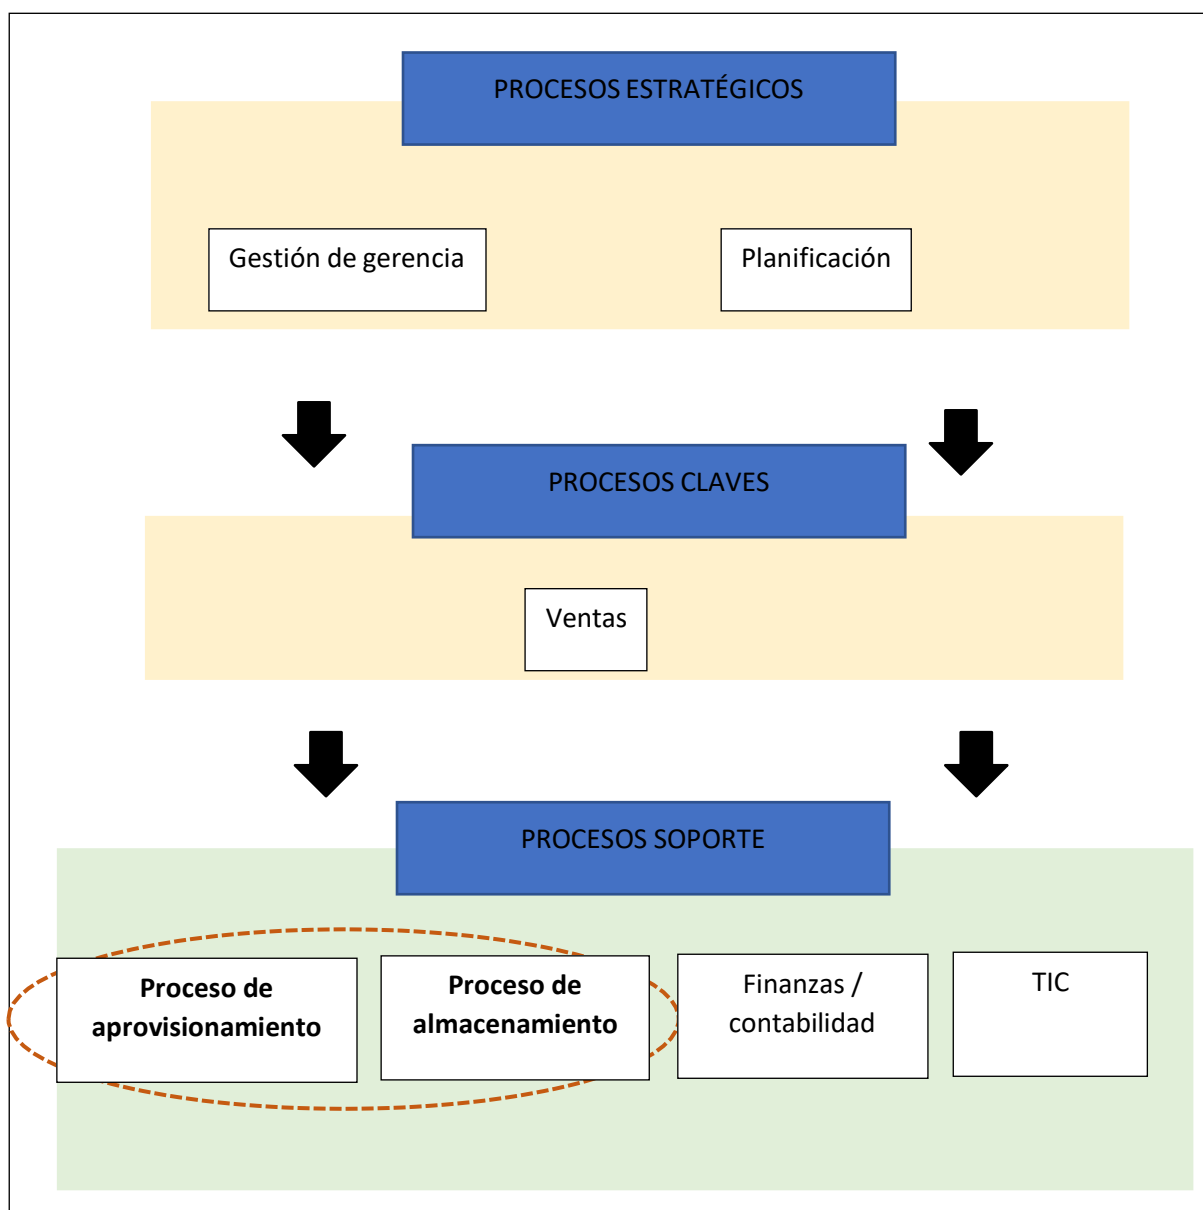 PROCESOS ESTRATÉGICOS
Gestión de gerencia
Planificación
PROCESOS CLAVES
Ventas
PROCESOS SOPORTE
Proceso de
aprovisionamiento
Proceso de
almacenamiento
Finanzas /
contabilidad
TIC